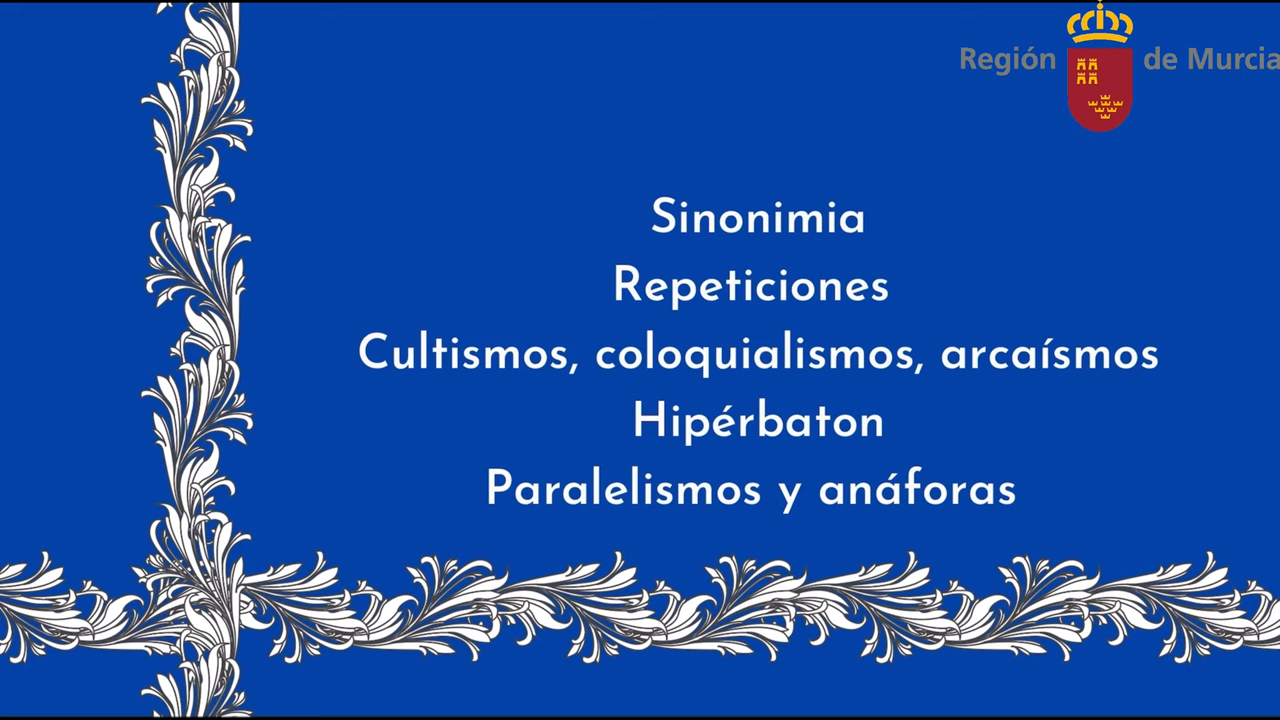 Región de Murcia
Sinonimia
Repeticiones
Cultismos, coloquialismos, arcaísmos
Hipérbaton
Paralelismos y anáforas